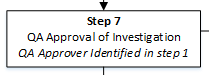 Step 7
QA Approval of Investigation
QA Approver Identified in step 1